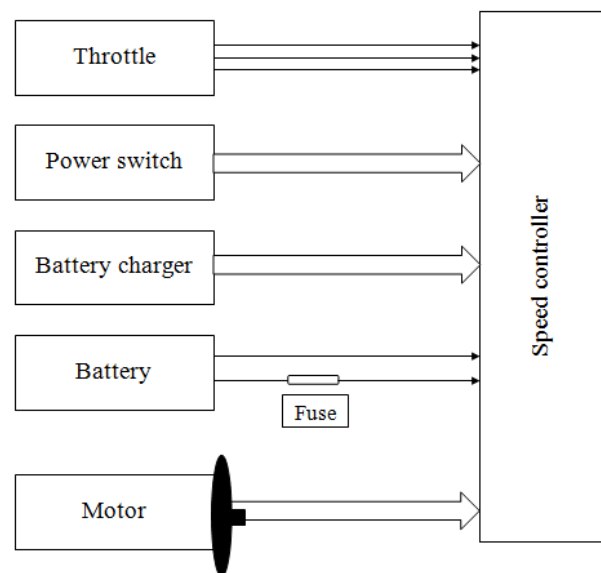 Throttle
Power switch
Battery charger
Battery
Fuse
Motor
Speed controller